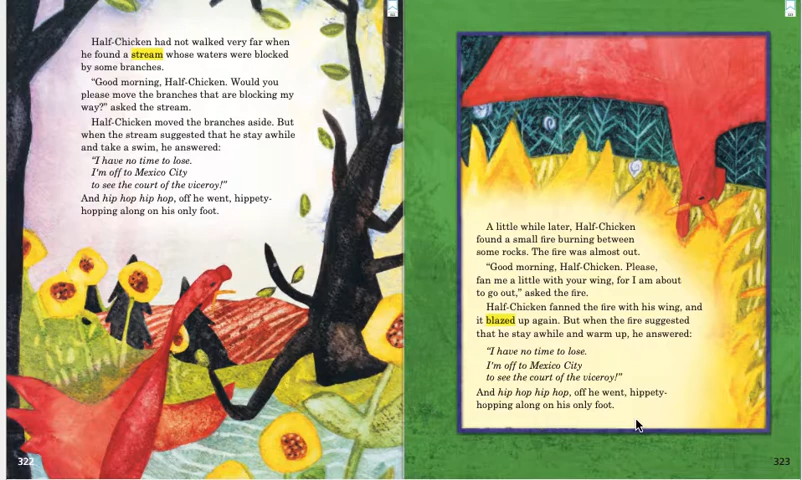 Half-Chicken had not walked very far when
he found a stream whose waters were blocked
by some branches.
“Good morning, Half-Chicken. Would you
please move the branches that are blocking my
way?” asked the stream.
Half-Chicken moved the branches aside. But
when the stream suggested that he stay awhile
and take a swim, he answered:
“I have no time to lose.
I’m off to Mexico City
to see the court of the viceroy!”
And hip hop hip hop, off he went, hippety-
hopping along on his only foot.
322
A little while later, Half-Chicken
found a small fire burning between
some rocks. The fire was almost out.
“Good morning, Half-Chicken. Please,
fan me a little with your wing, for I am about
to go out,” asked the fire.
Half-Chicken fanned the fire with his wing, and
it blazed up again. But when the fire suggested
that he stay awhile and warm up, he answered:
“I have no time to lose.
I’m off to Mexico City
to see the court of the viceroy!”
And hip hop hip hop, off he went, hippety-
hopping along on his only foot.
323